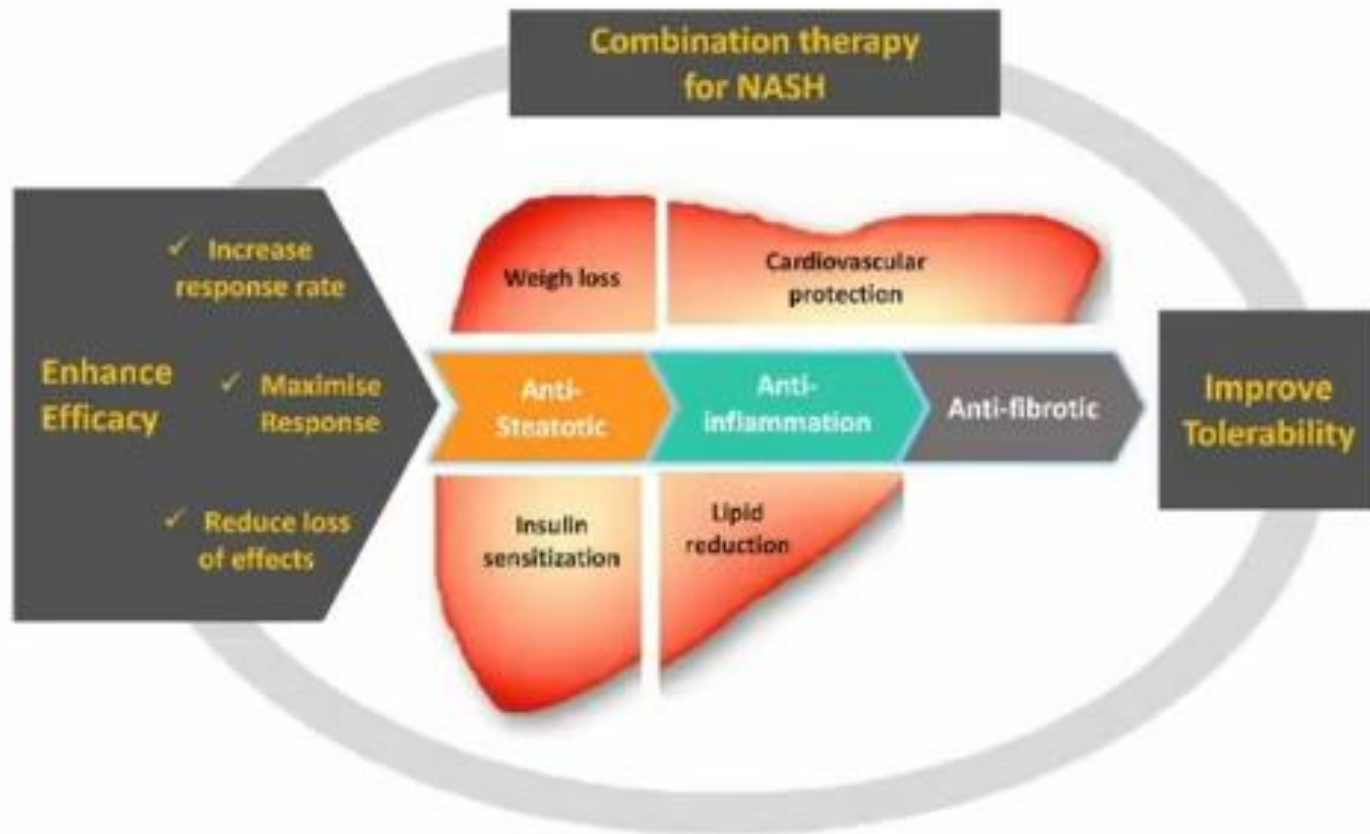 Combination therapy
for NASH
✓ Increase
response rate
Enhance
Efficacy
✓ Maximise
Response
✓ Reduce loss
of effects
Weigh loss
Cardiovascular
protection
Anti-
Steatotic
Anti-
inflammation
Anti-fibrotic
Insulin
sensitization
Lipid
reduction
Improve
Tolerability